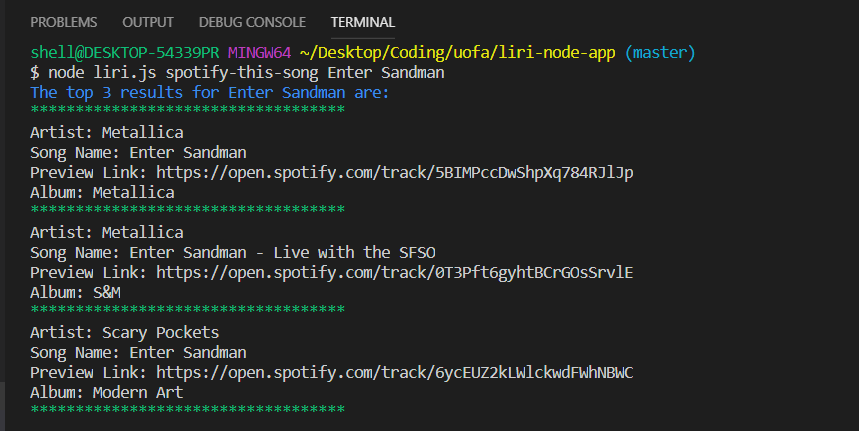 PROBLEMS OUTPUT DEBUG CONSOLE TERMINAL
shell@DESKTOP-54339PR MINGW64 ~/Desktop/Coding/uofa/liri-node-app (master)
$ node liri.js spotify-this-song Enter Sandman
The top 3 results for Enter Sandman are:
***********************************
Artist: Metallica
Song Name: Enter Sandman
Preview Link: https://open.spotify.com/track/5BIMPccDwShpXq784RJlJp
Album: Metallica
***********************************
Artist: Metallica
Song Name: Enter Sandman - Live with the SFSO
Preview Link: https://open.spotify.com/track/0T3Pft6gyhtBCrGOsSrvlE
Album: S&M
***********************************
Artist: Scary Pockets
Song Name: Enter Sandman
Preview Link: https://open.spotify.com/track/6ycEUZ2kLWlckwdFWhNBWC
Album: Modern Art
***********************************